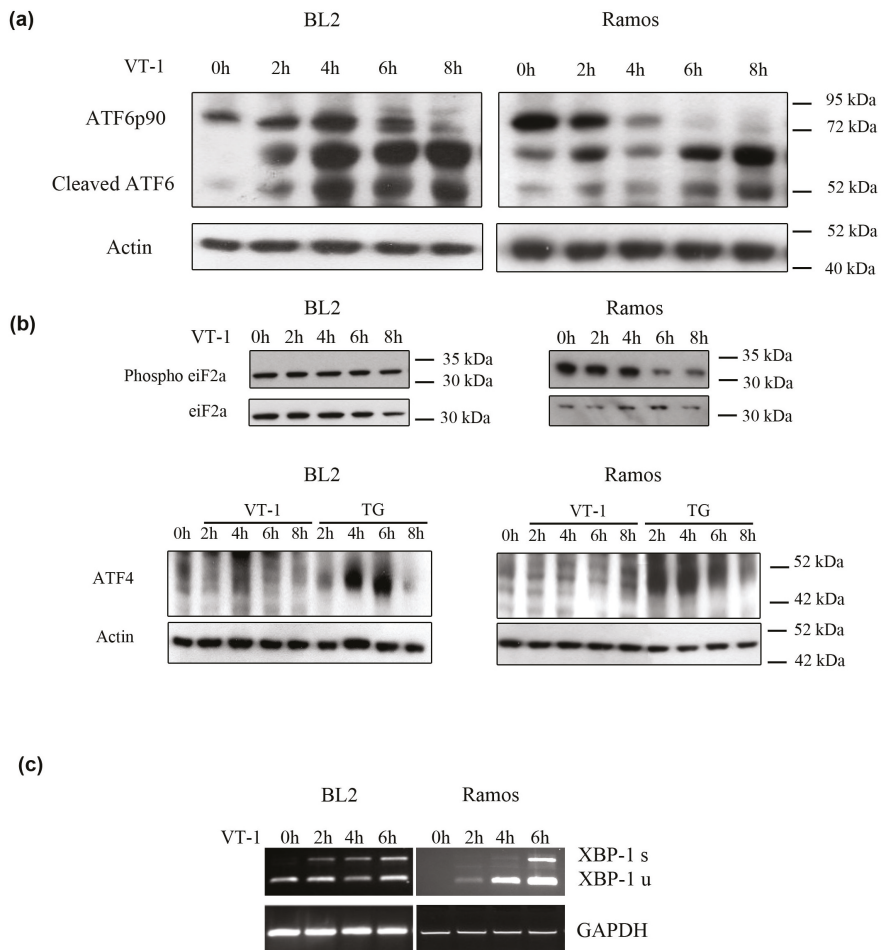 (a)
BL2 Ramos
VT-1 0h 2h 4h 6h 8h 0h 2h 4h 6h 8h
95 kDa
ATF6p90
72 kDa
Cleaved ATF6 52 kDa
52 kDa
Actin
40 kDa
(b)
BL2 Ramos
VT-1 0h 2h 4h 6h 8h 0h 2h 4h 6h 8h
35 kDa 35 kDa
Phospho eiF2a 30 kDa 30 kDa
eiF2a 30 kDa 30 kDa
BL2 Ramos
VT-1 TG VT-1 TG
0h 2h 4h 6h 8h 2h 4h 6h 8h 0h 2h 4h 6h 8h 2h 4h 6h 8h
52 kDa
ATF4
42 kDa
52 kDa
Actin
42 kDa
(c)
BL2 Ramos
VT-1 0h 2h 4h 6h 0h 2h 4h 6h
XBP-1 s
XBP-1 u
GAPDH